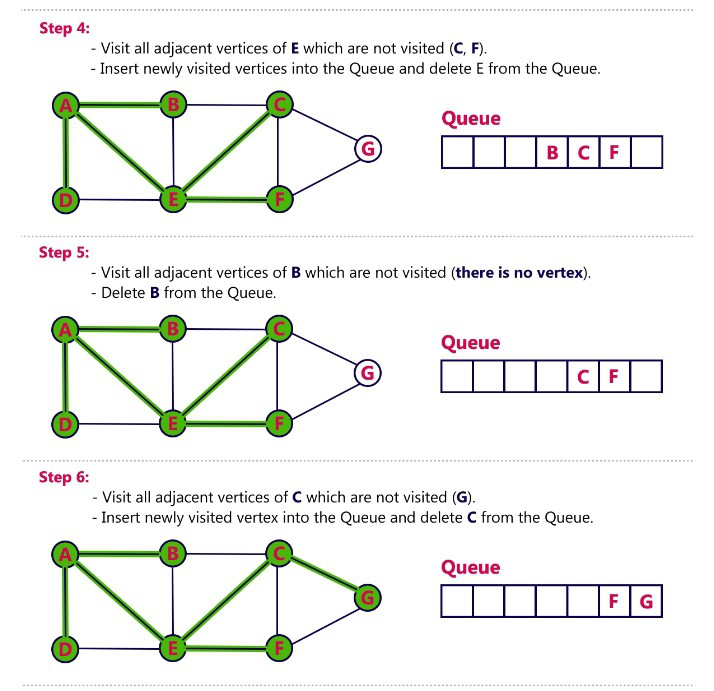 Step 4:
- Visit all adjacent vertices of E which are not visited (C, F).
- Insert newly visited vertices into the Queue and delete E from the Queue.
A B C
G
D E F
Queue
B C F
Step 5:
- Visit all adjacent vertices of B which are not visited (there is no vertex).
- Delete B from the Queue.
A B C
G
D E F
Queue
C F
Step 6:
- Visit all adjacent vertices of C which are not visited (G).
- Insert newly visited vertex into the Queue and delete C from the Queue.
A B C
G
D E F
Queue
F G